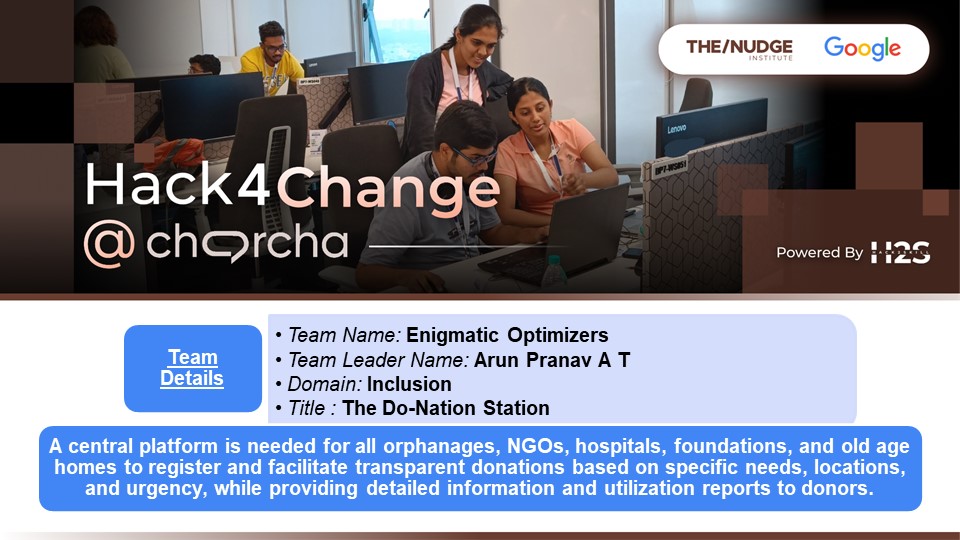 THE/NUDGE
INSTITUTE
Google
Lenovo
Hack4Change
@ charcha
Powered By H2S
Team
Details
• Team Name: Enigmatic Optimizers
• Team Leader Name: Arun Pranav A T
• Domain: Inclusion
• Title : The Do-Nation Station
A central platform is needed for all orphanages, NGOs, hospitals, foundations, and old age
homes to register and facilitate transparent donations based on specific needs, locations,
and urgency, while providing detailed information and utilization reports to donors.